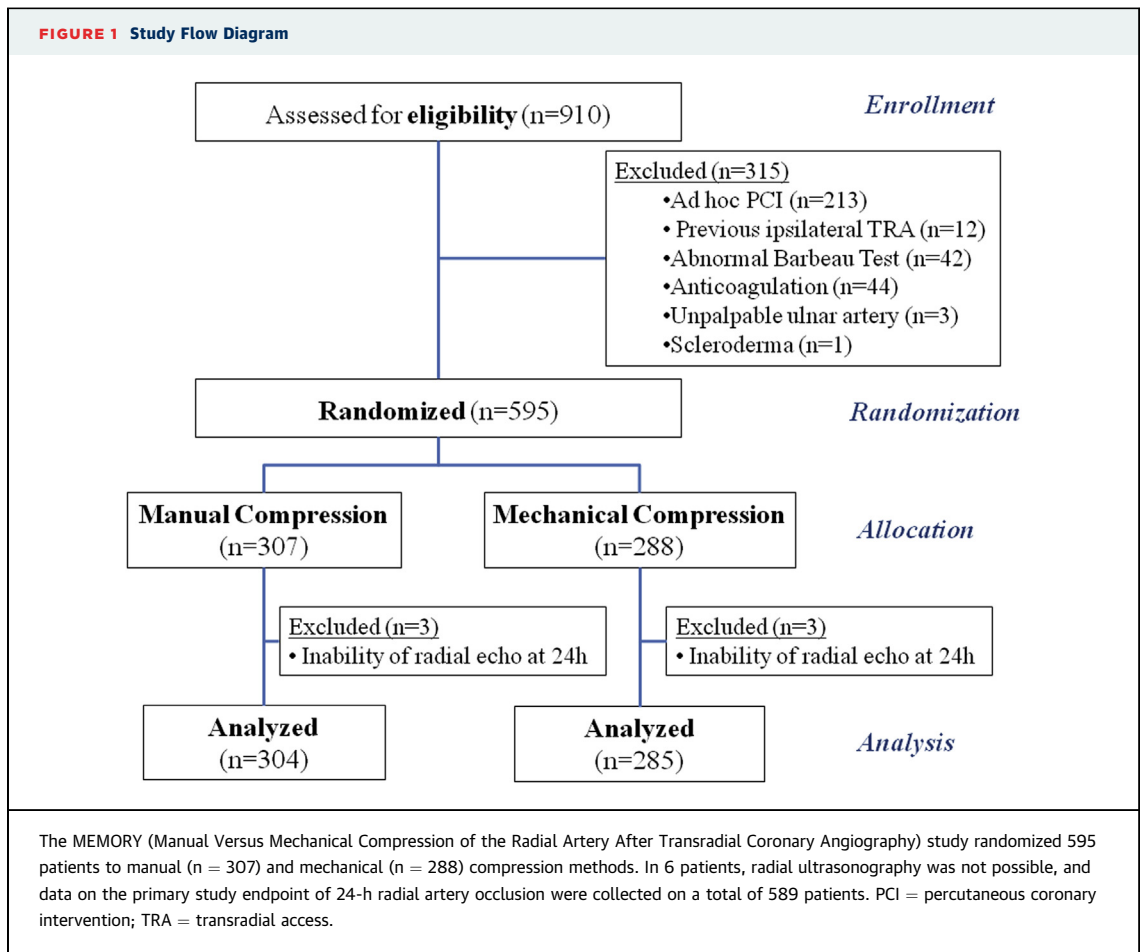 FIGURE 1 Study Flow Diagram
Assessed for eligibility (n=910)
Enrollment
Excluded (n=315)
•Ad hoc PCI (n=213)
• Previous ipsilateral TRA (n=12)
•Abnormal Barbeau Test (n=42)
•Anticoagulation (n=44)
•Unpalpable ulnar artery (n=3)
•Scleroderma (n=1)
Randomized (n=595)
Randomization
Manual Compression
(n=307)
Mechanical Compression
(n=288)
Allocation
Excluded (n=3)
• Inability of radial echo at 24h
Excluded (n=3)
• Inability of radial echo at 24h
Analyzed
(n=304)
Analyzed
(n=285)
Analysis
The MEMORY (Manual Versus Mechanical Compression of the Radial Artery After Transradial Coronary Angiography) study randomized 595
patients to manual (n = 307) and mechanical (n = 288) compression methods. In 6 patients, radial ultrasonography was not possible, and
data on the primary study endpoint of 24-h radial artery occlusion were collected on a total of 589 patients. PCI = percutaneous coronary
intervention; TRA = transradial access.